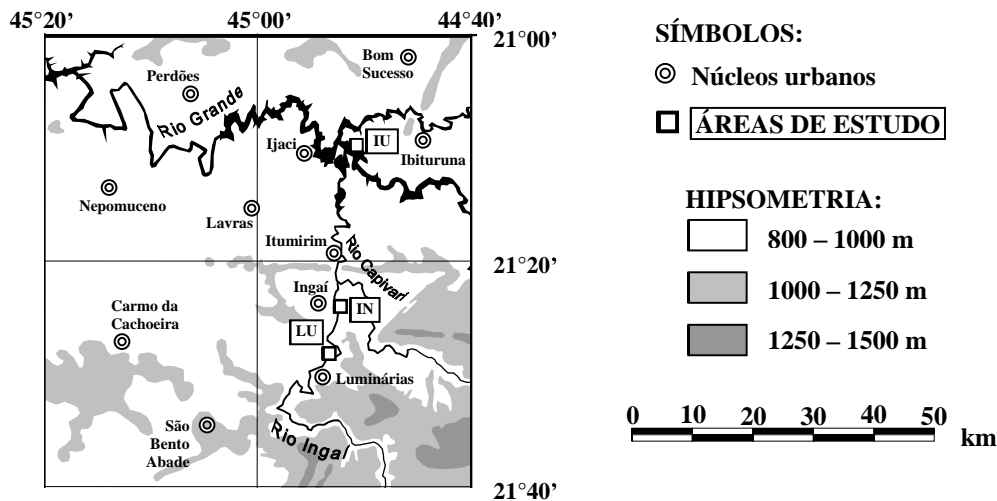 45°20’
45°00’
44°40’
21°00’
Bom
Sucesso
Perdões
Rio Grande
IU
Ijaci
Ibituruna
Nepomuceno
Lavras
Itumirim
Rio Capivari
21°20’
Ingaí
IN
Carmo da
Cachoeira
LU
Luminárias
São
Bento
Abade
Rio Ingaí
21°40’
SÍMBOLOS:
Núcleos urbanos
ÁREAS DE ESTUDO
HIPSOMETRIA:
800 – 1000 m
1000 – 1250 m
1250 – 1500 m
0 10 20 30 40 50
km